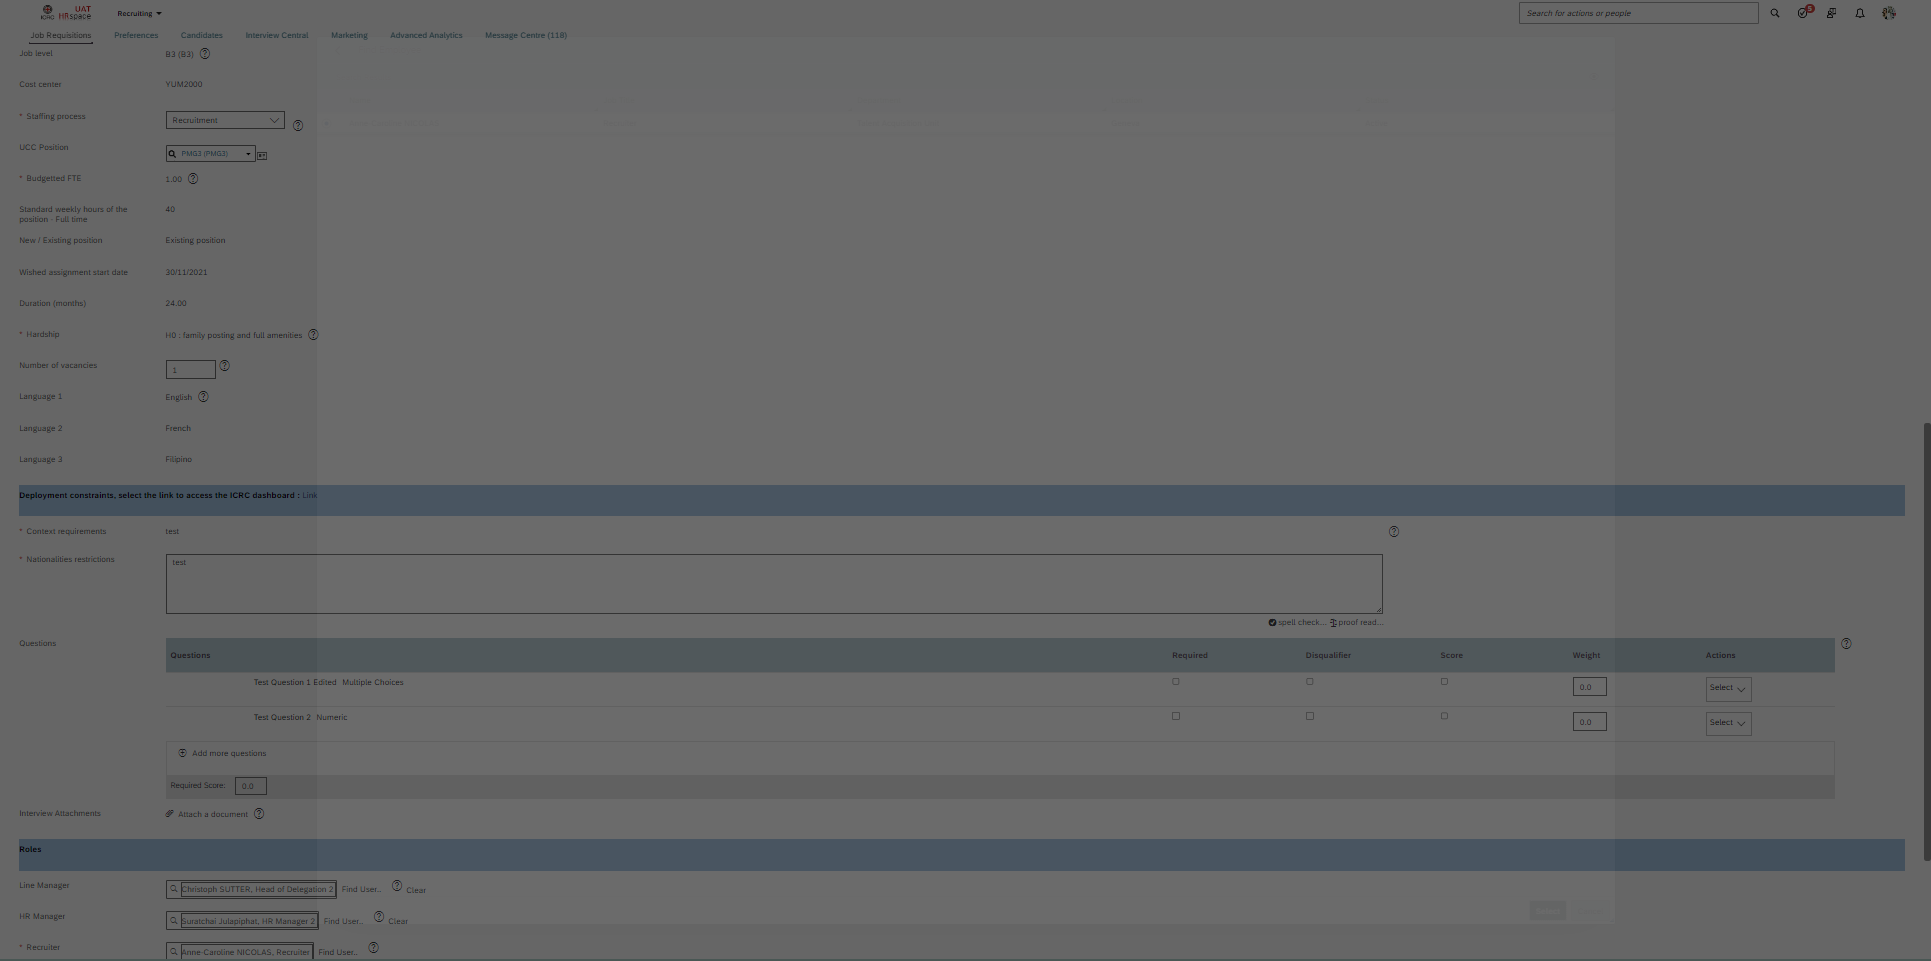 ICRC UAT HRspace Recruiting Search for actions or people 5
Job Requisitions Preferences Candidates Interview Central Marketing Advanced Analytics Message Centre (118)
Job level B3 (B3)
Cost center YUM2000
* Staffing process Recruitment
UCC Position PMG3 (PMG3)
* Budgetted FTE 1.00
Standard weekly hours of the position - Full time 40
New / Existing position Existing position
Wished assignment start date 30/11/2021
Duration (months) 24.00
* Hardship H0 : family posting and full amenities
Number of vacancies 1
Language 1 English
Language 2 French
Language 3 Filipino
Deployment constraints, select the link to access the ICRC dashboard : Link
* Context requirements test
* Nationalities restrictions test
spell check... proof read...
Questions
Questions Required Disqualifier Score Weight Actions
Test Question 1 Edited Multiple Choices 0.0 Select
Test Question 2 Numeric 0.0 Select
Add more questions
Required Score: 0.0
Interview Attachments Attach a document
Roles
Line Manager Christoph SUTTER, Head of Delegation 2 Find User.. Clear
HR Manager Suratchai Julapiphat, HR Manager 2 Find User.. Clear
* Recruiter Anne-Caroline NICOLAS, Recruiter Find User..